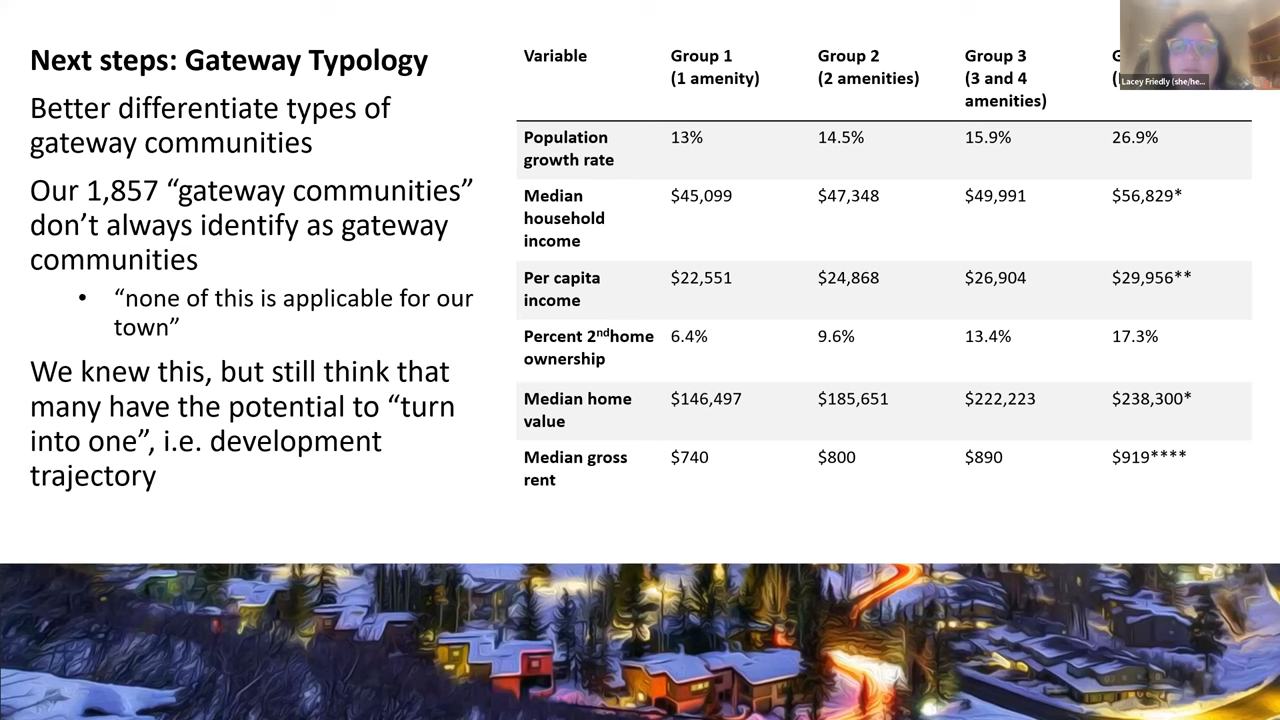 Next steps: Gateway Typology
Better differentiate types of
gateway communities
Our 1,857 “gateway communities”
don’t always identify as gateway
communities
• “none of this is applicable for our
town”
We knew this, but still think that
many have the potential to “turn
into one”, i.e. development
trajectory
Variable Group 1 Group 2 Group 3
(1 amenity) (2 amenities) (3 and 4
amenities)
Population 13% 14.5% 15.9% 26.9%
growth rate
Median $45,099 $47,348 $49,991 $56,829*
household
income
Per capita $22,551 $24,868 $26,904 $29,956**
income
Percent 2ndhome 6.4% 9.6% 13.4% 17.3%
ownership
Median home $146,497 $185,651 $222,223 $238,300*
value
Median gross $740 $800 $890 $919****
rent
Lacey Friedly (she/he...